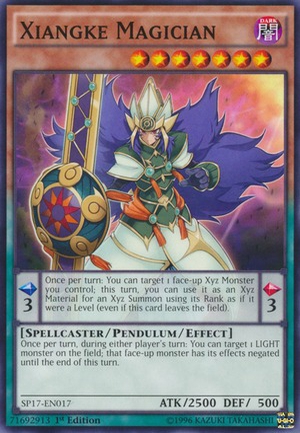 Xiangke Magician
DARK
闇
Once per turn: You can target 1 face-up Xyz Monster
you control; this turn, you can use it as an Xyz
Material for an Xyz Summon using its Rank as if it
were a Level (even if this card leaves the field).
3
3
[SPELLCASTER/PENDULUM/EFFECT]
Once per turn, during either player's turn: You can target 1 LIGHT
monster on the field; that face-up monster has its effects negated
until the end of this turn.
ATK/2500 DEF/ 500
SP17-EN017
71692913 1st Edition ©1996 KAZUKI TAKAHASHI